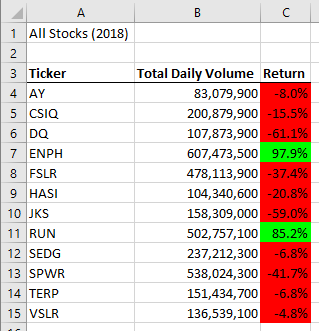 A B C
1 All Stocks (2018)
2
3 Ticker Total Daily Volume Return
4 AY 83,079,900 -8.0%
5 CSIQ 200,879,900 -15.5%
6 DQ 107,873,900 -61.1%
7 ENPH 607,473,500 97.9%
8 FSLR 478,113,900 -37.4%
9 HASI 104,340,600 -20.8%
10 JKS 158,309,000 -59.0%
11 RUN 502,757,100 85.2%
12 SEDG 237,212,300 -6.8%
13 SPWR 538,024,300 -41.7%
14 TERP 151,434,700 -6.8%
15 VSLR 136,539,100 -4.8%